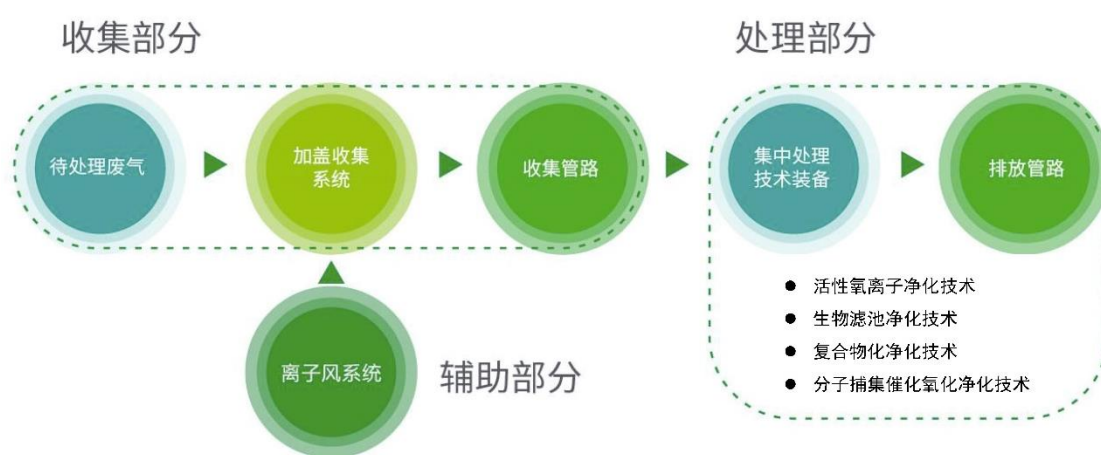 收集部分
处理部分
待处理废气
加盖收集
系统
收集管路
集中处理
技术装备
排放管路
活性氧离子净化技术
生物滤池净化技术
复合物化净化技术
分子捕集催化氧化净化技术
离子风系统
辅助部分